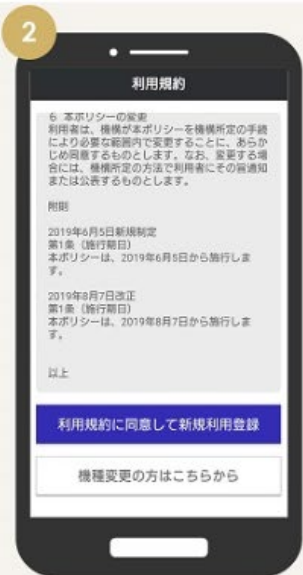 2
利用規約
6 本ポリシーの変更
利用者は、機構が本ポリシーを機構所定の手続
により必要な範囲内で変更することに、あらか
じめ同意するものとします。なお、変更する場
合には、機構所定の方法で利用者にその旨通知
または公表するものとします。
附則
2019年6月5日新規制定
第1条（施行期日）
本ポリシーは、2019年6月5日から施行しま
す。
2019年8月7日改正
第1条（施行期日）
本ポリシーは、2019年8月7日から施行しま
す。
以上
利用規約に同意して新規利用登録
機種変更の方はこちらから